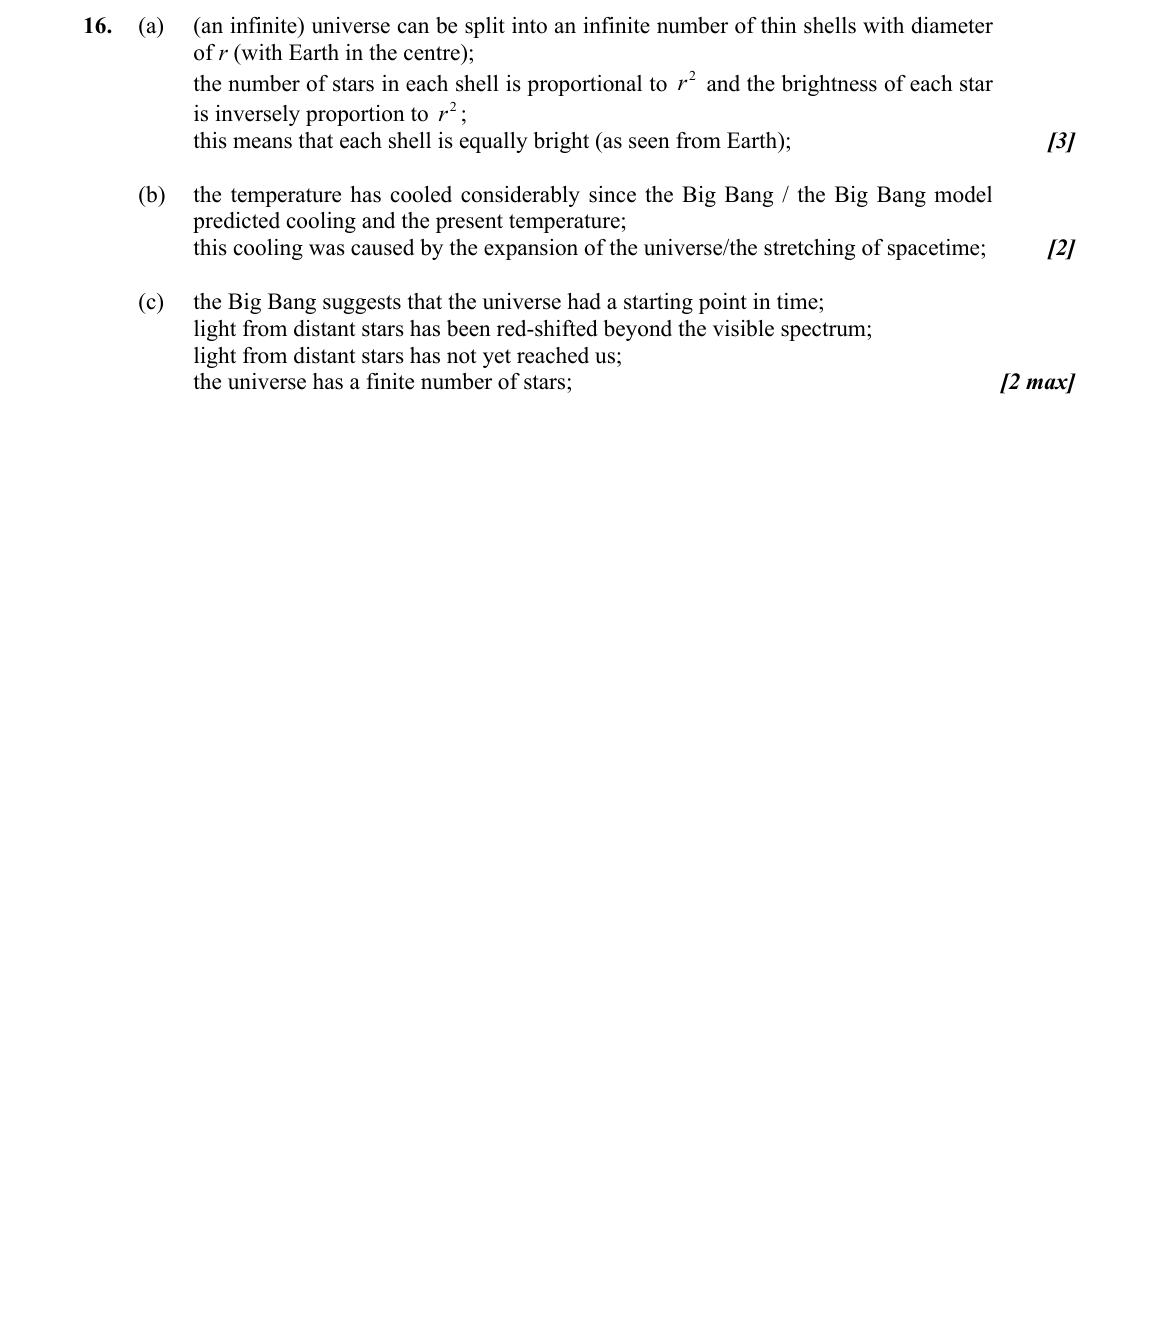 16. (a) (an infinite) universe can be split into an infinite number of thin shells with diameter
of r (with Earth in the centre);
the number of stars in each shell is proportional to r² and the brightness of each star
is inversely proportion to r²;
this means that each shell is equally bright (as seen from Earth); [3]
(b) the temperature has cooled considerably since the Big Bang / the Big Bang model
predicted cooling and the present temperature;
this cooling was caused by the expansion of the universe/the stretching of spacetime; [2]
(c) the Big Bang suggests that the universe had a starting point in time;
light from distant stars has been red-shifted beyond the visible spectrum;
light from distant stars has not yet reached us;
the universe has a finite number of stars; [2 max]